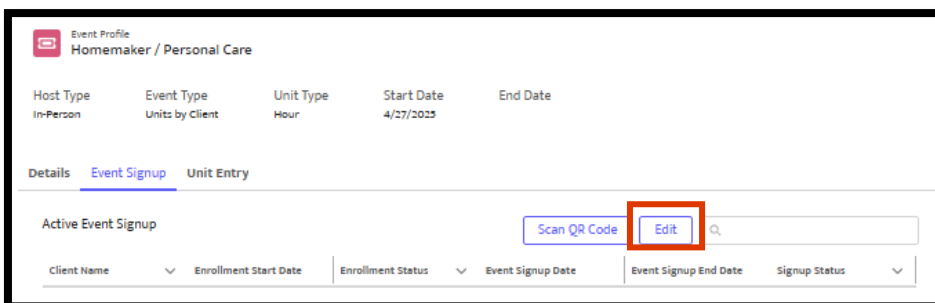 Event Profile
Homemaker / Personal Care
Host Type Event Type Unit Type Start Date End Date
In-Person Units by Client Hour 4/27/2025
Details Event Signup Unit Entry
Active Event Signup Scan QR Code Edit
Client Name Enrollment Start Date Enrollment Status Event Signup Date Event Signup End Date Signup Status